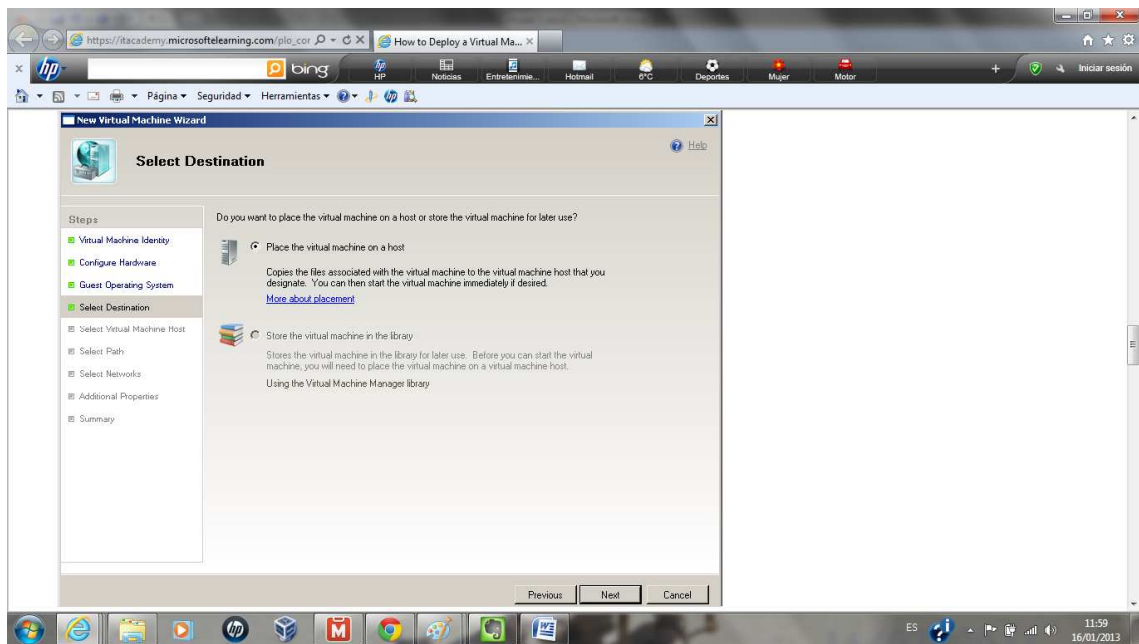 https://itacademy.microsoftelearning.com/plo_cor
How to Deploy a Virtual Ma...
hp
bing
HP
Noticias
Entretenimie...
Hotmail
6°C
Deportes
Mujer
Motor
Iniciar sesión
Página
Seguridad
Herramientas
New Virtual Machine Wizard
Select Destination
Help
Steps
Virtual Machine Identity
Configure Hardware
Guest Operating System
Select Destination
Select Virtual Machine Host
Select Path
Select Networks
Additional Properties
Summary
Do you want to place the virtual machine on a host or store the virtual machine for later use?
Place the virtual machine on a host
Copies the files associated with the virtual machine to the virtual machine host that you
designate. You can then start the virtual machine immediately if desired.
More about placement
Store the virtual machine in the library
Stores the virtual machine in the library for later use. Before you can start the virtual
machine, you will need to place the virtual machine on a virtual machine host.
Using the Virtual Machine Manager library
Previous
Next
Cancel
hp
M
W
ES
11:59
16/01/2013